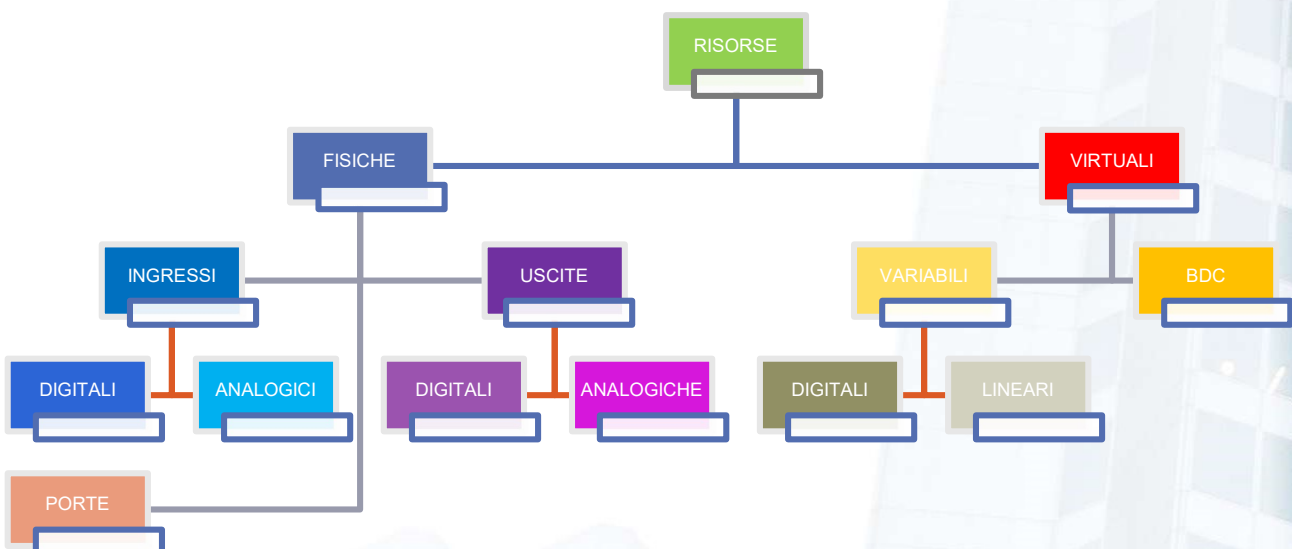 RISORSE
FISICHE
VIRTUALI
INGRESSI
USCITE
VARIABILI
BDC
DIGITALI
ANALOGICI
DIGITALI
ANALOGICHE
DIGITALI
LINEARI
PORTE